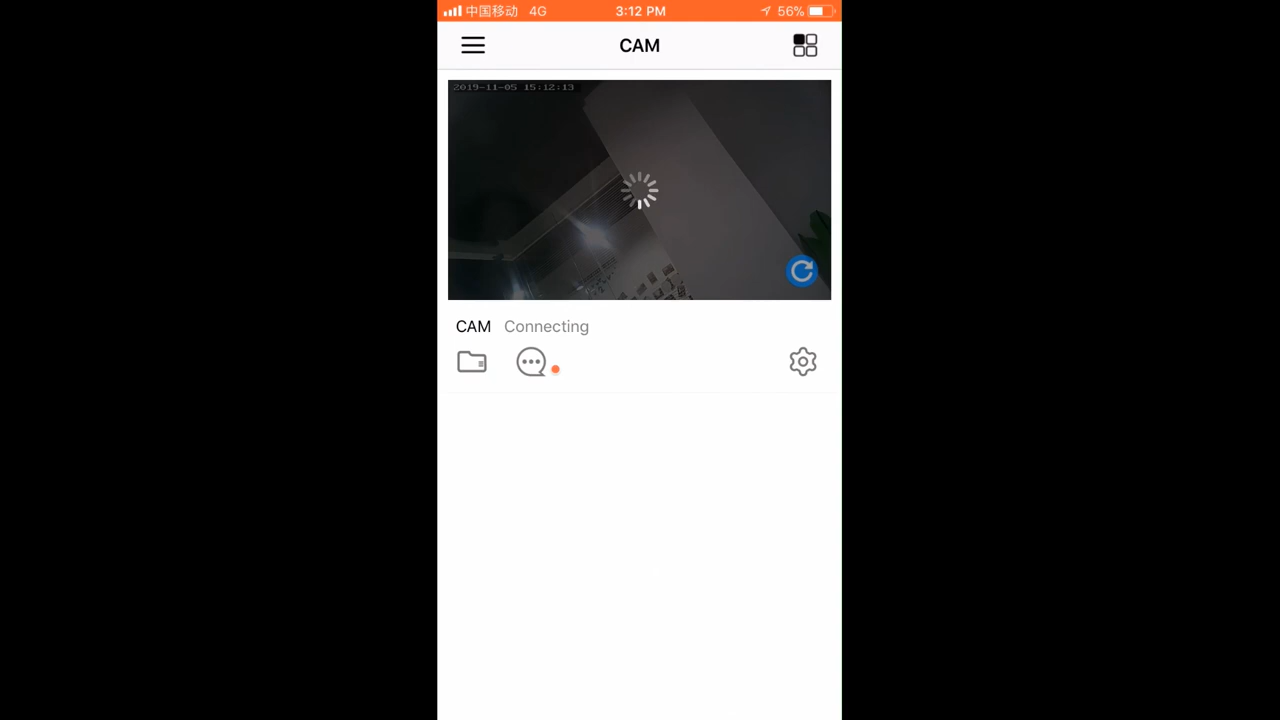 中国移动 4G 3:12 PM 56%
CAM
2019-11-05 15:12:13
CAM Connecting